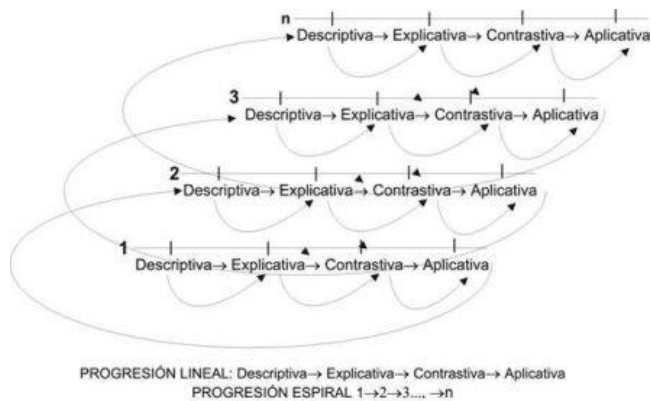 n
Descriptiva→ Explicativa→ Contrastiva→ Aplicativa
3
Descriptiva→ Explicativa→ Contrastiva→ Aplicativa
2
Descriptiva→ Explicativa→ Contrastiva→ Aplicativa
1
Descriptiva→ Explicativa→ Contrastiva→ Aplicativa
PROGRESIÓN LINEAL: Descriptiva→ Explicativa→ Contrastiva→ Aplicativa
PROGRESIÓN ESPIRAL 1→2→3..., →n